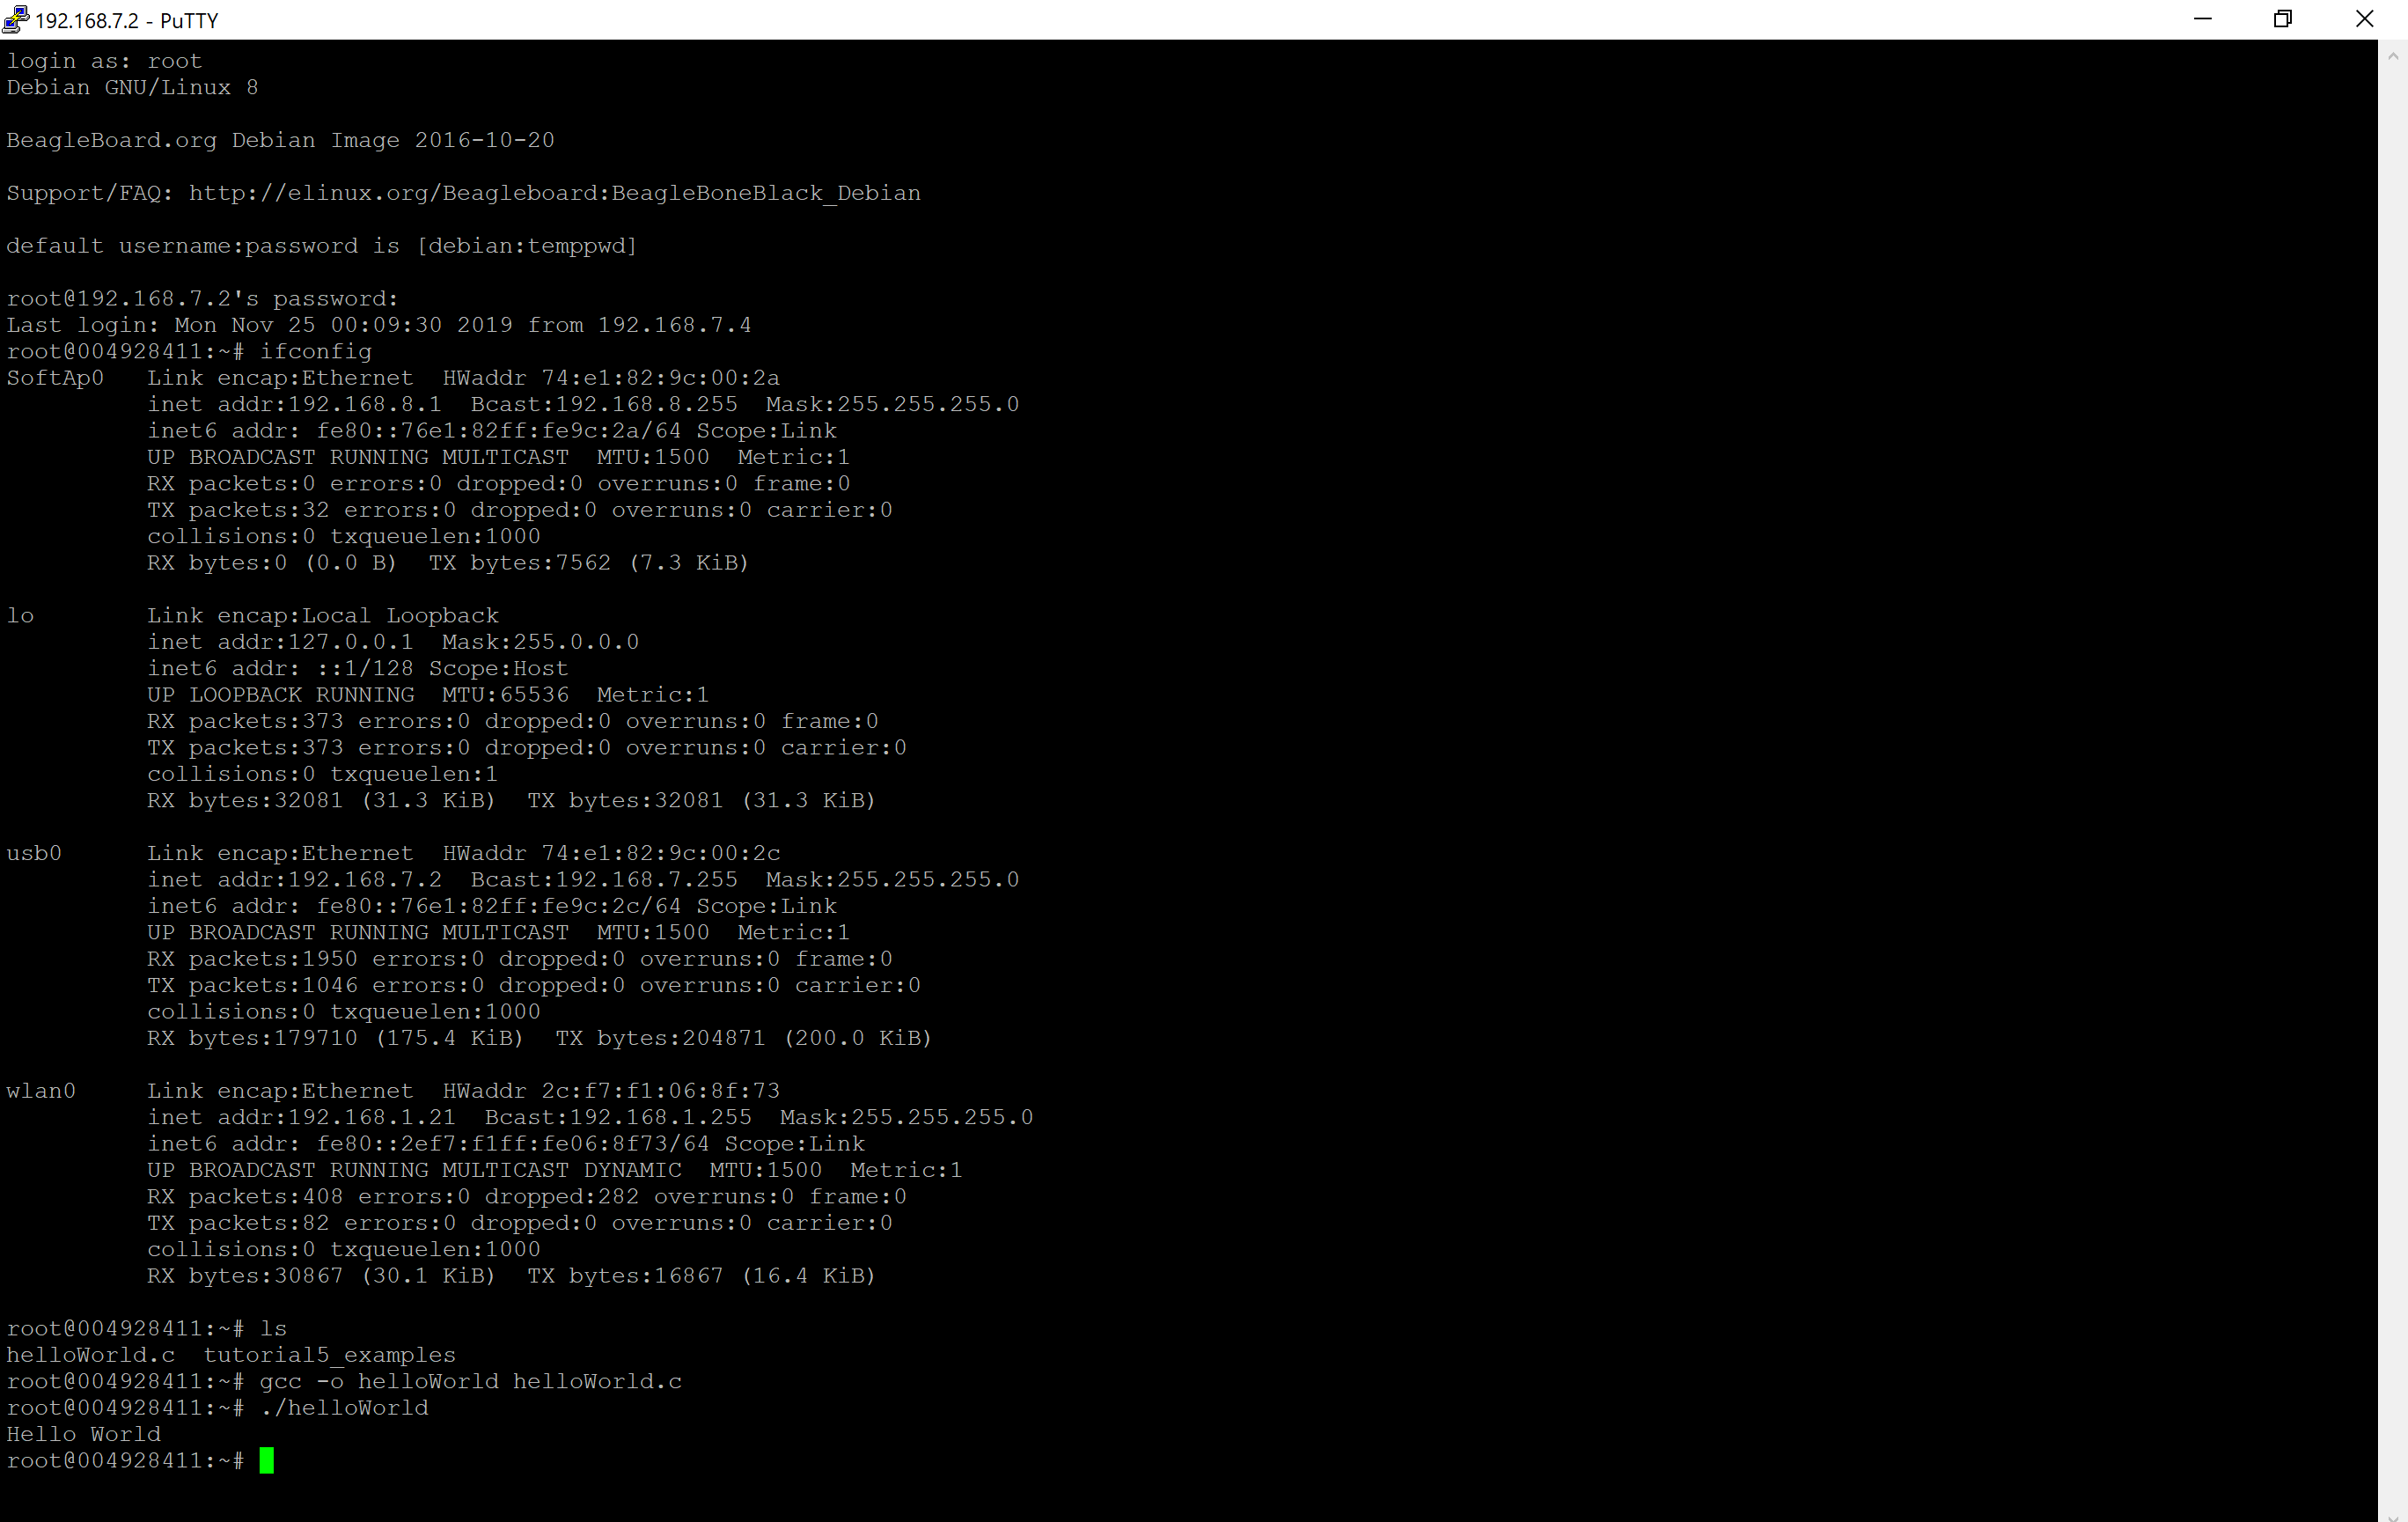 192.168.7.2 - PuTTY
login as: root
Debian GNU/Linux 8
BeagleBoard.org Debian Image 2016-10-20
Support/FAQ: http://elinux.org/Beagleboard:BeagleBoneBlack_Debian
default username:password is [debian:temppwd]
root@192.168.7.2's password:
Last login: Mon Nov 25 00:09:30 2019 from 192.168.7.4
root@004928411:~# ifconfig
SoftAp0   Link encap:Ethernet  HWaddr 74:e1:82:9c:00:2a
          inet addr:192.168.8.1  Bcast:192.168.8.255  Mask:255.255.255.0
          inet6 addr: fe80::76e1:82ff:fe9c:2a/64 Scope:Link
          UP BROADCAST RUNNING MULTICAST  MTU:1500  Metric:1
          RX packets:0 errors:0 dropped:0 overruns:0 frame:0
          TX packets:32 errors:0 dropped:0 overruns:0 carrier:0
          collisions:0 txqueuelen:1000
          RX bytes:0 (0.0 B)  TX bytes:7562 (7.3 KiB)
lo        Link encap:Local Loopback
          inet addr:127.0.0.1  Mask:255.0.0.0
          inet6 addr: ::1/128 Scope:Host
          UP LOOPBACK RUNNING  MTU:65536  Metric:1
          RX packets:373 errors:0 dropped:0 overruns:0 frame:0
          TX packets:373 errors:0 dropped:0 overruns:0 carrier:0
          collisions:0 txqueuelen:1
          RX bytes:32081 (31.3 KiB)  TX bytes:32081 (31.3 KiB)
usb0      Link encap:Ethernet  HWaddr 74:e1:82:9c:00:2c
          inet addr:192.168.7.2  Bcast:192.168.7.255  Mask:255.255.255.0
          inet6 addr: fe80::76e1:82ff:fe9c:2c/64 Scope:Link
          UP BROADCAST RUNNING MULTICAST  MTU:1500  Metric:1
          RX packets:1950 errors:0 dropped:0 overruns:0 frame:0
          TX packets:1046 errors:0 dropped:0 overruns:0 carrier:0
          collisions:0 txqueuelen:1000
          RX bytes:179710 (175.4 KiB)  TX bytes:204871 (200.0 KiB)
wlan0     Link encap:Ethernet  HWaddr 2c:f7:f1:06:8f:73
          inet addr:192.168.1.21  Bcast:192.168.1.255  Mask:255.255.255.0
          inet6 addr: fe80::2ef7:f1ff:fe06:8f73/64 Scope:Link
          UP BROADCAST RUNNING MULTICAST DYNAMIC  MTU:1500  Metric:1
          RX packets:408 errors:0 dropped:282 overruns:0 frame:0
          TX packets:82 errors:0 dropped:0 overruns:0 carrier:0
          collisions:0 txqueuelen:1000
          RX bytes:30867 (30.1 KiB)  TX bytes:16867 (16.4 KiB)
root@004928411:~# ls
helloWorld.c  tutorial5_examples
root@004928411:~# gcc -o helloWorld helloWorld.c
root@004928411:~# ./helloWorld
Hello World
root@004928411:~#